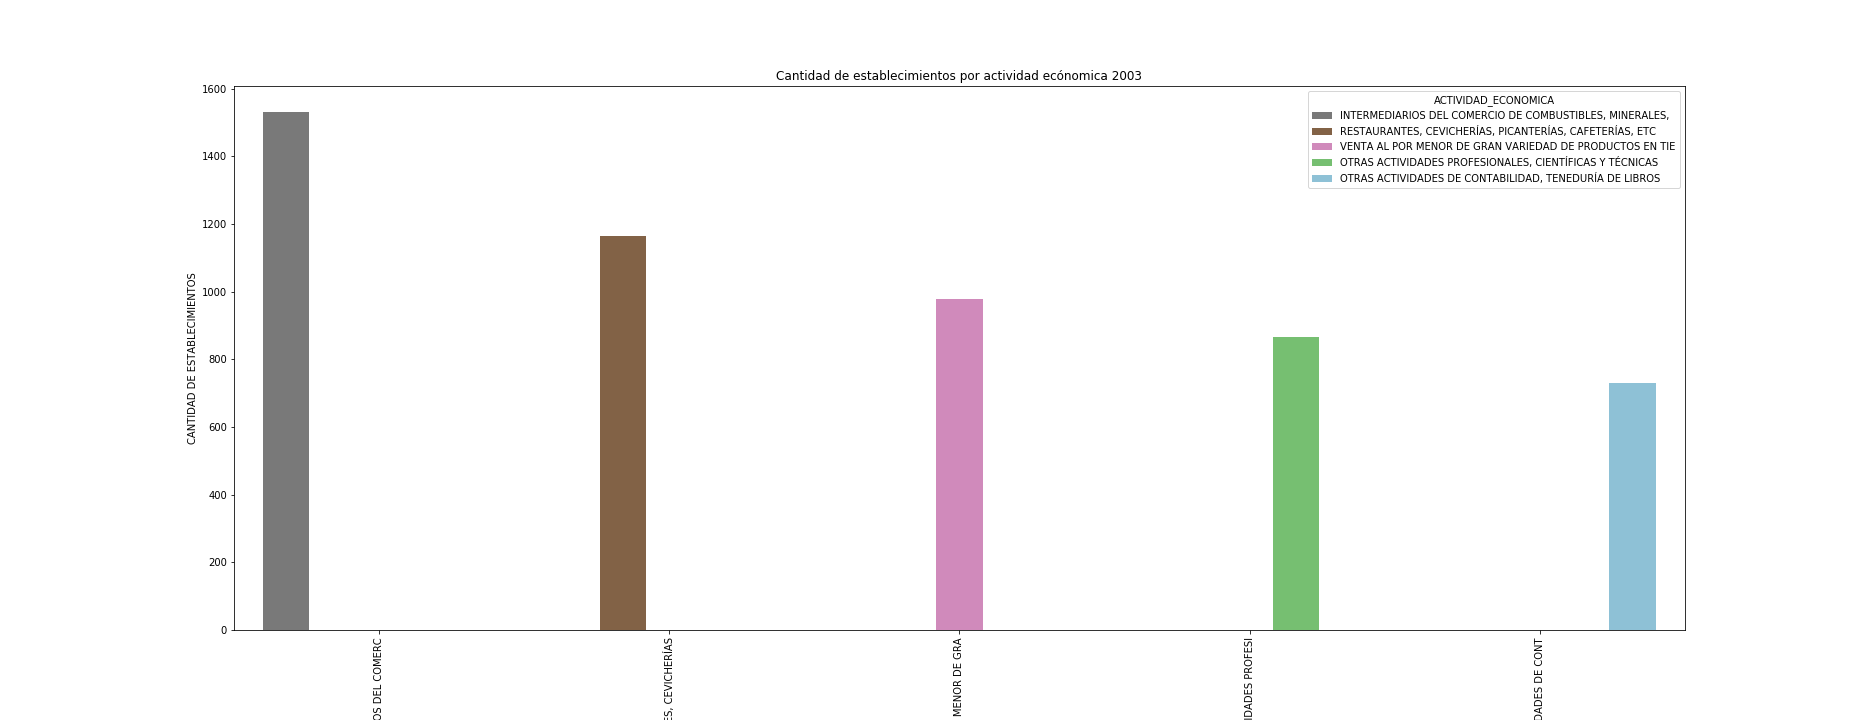 Cantidad de establecimientos por actividad ecónomica 2003
ACTIVIDAD_ECONOMICA
INTERMEDIARIOS DEL COMERCIO DE COMBUSTIBLES, MINERALES,
RESTAURANTES, CEVICHERÍAS, PICANTERÍAS, CAFETERÍAS, ETC
VENTA AL POR MENOR DE GRAN VARIEDAD DE PRODUCTOS EN TIE
OTRAS ACTIVIDADES PROFESIONALES, CIENTÍFICAS Y TÉCNICAS
OTRAS ACTIVIDADES DE CONTABILIDAD, TENEDURÍA DE LIBROS
CANTIDAD DE ESTABLECIMIENTOS
1600
1400
1200
1000
800
600
400
200
0
OS DEL COMERC
ES, CEVICHERÍAS
MENOR DE GRA
IDADES PROFESI
DADES DE CONT